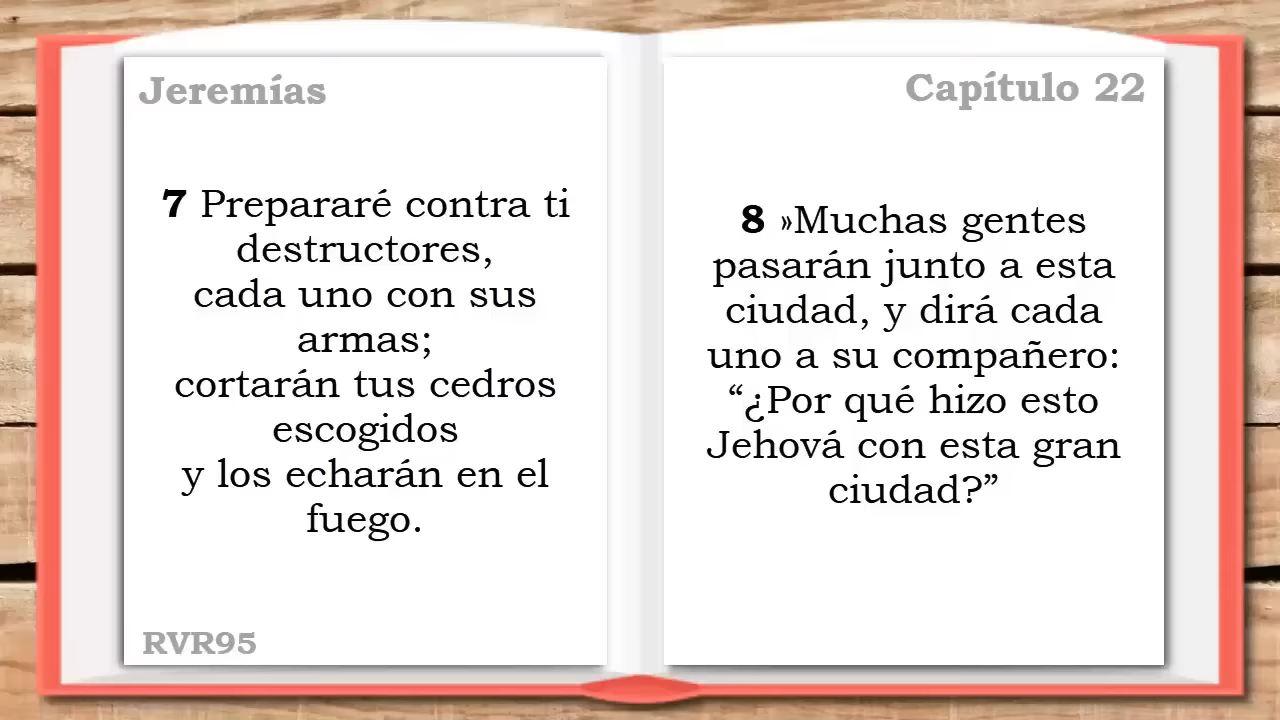 Jeremías
7 Prepararé contra ti
destructores,
cada uno con sus
armas;
cortarán tus cedros
escogidos
y los echarán en el
fuego.
RVR95
Capítulo 22
8 »Muchas gentes
pasarán junto a esta
ciudad, y dirá cada
uno a su compañero:
“¿Por qué hizo esto
Jehová con esta gran
ciudad?”